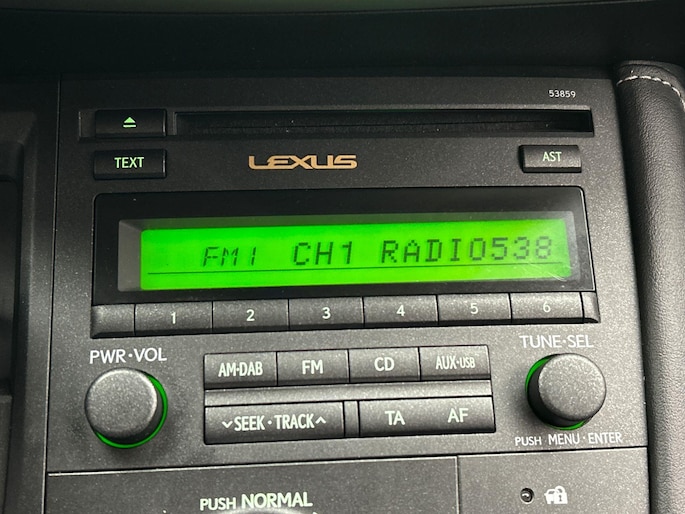 53859
TEXT LEXUS AST
FM1 CH1 RADIO538
1 2 3 4 5 6
PWR·VOL TUNE·SEL
AM·DAB FM CD AUX·USB
SEEK·TRACK TA AF
PUSH MENU·ENTER
PUSH NORMAL